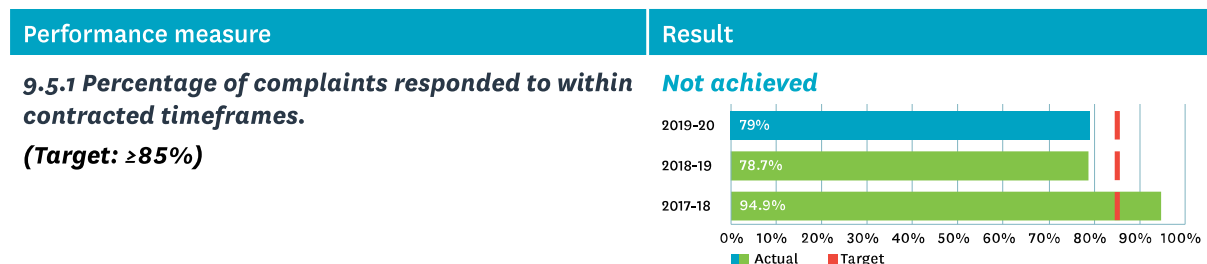 Performance measure
Result
9.5.1 Percentage of complaints responded to within
contracted timeframes.
(Target: ≥85%)
Not achieved
2019-20
79%
2018-19
78.7%
2017-18
94.9%
0% 10% 20% 30% 40% 50% 60% 70% 80% 90% 100%
Actual Target